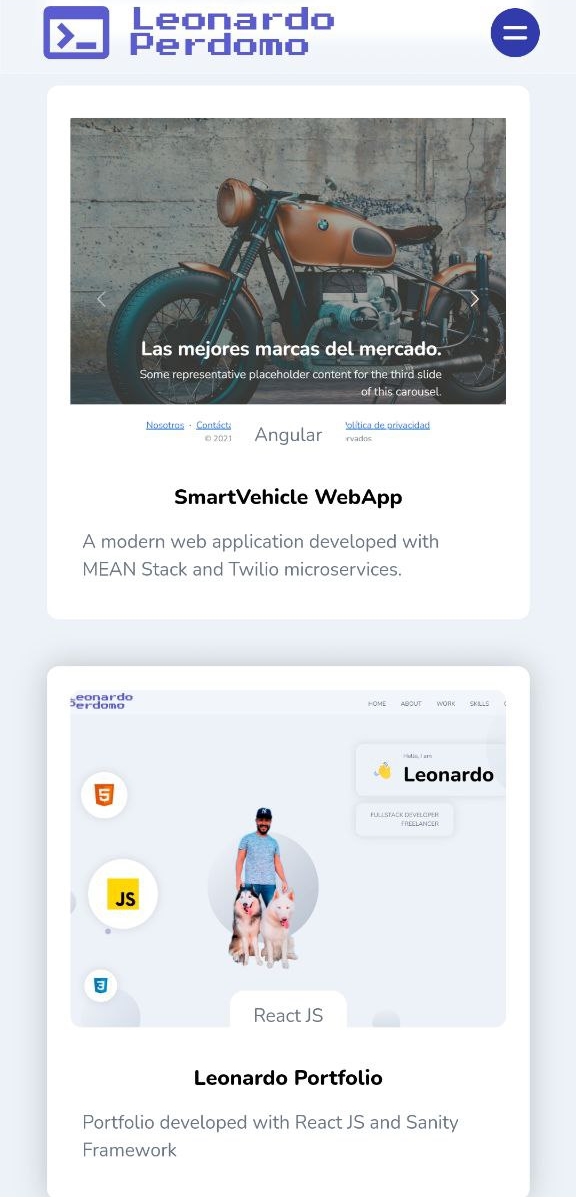 Leonardo
Perdomo
Las mejores marcas del mercado.
Some representative placeholder content for the third slide
of this carousel.
Nosotros · Contácta
olítica de privacidad
© 2021
rvados
Angular
SmartVehicle WebApp
A modern web application developed with
MEAN Stack and Twilio microservices.
eonardo
erdomo
HOME ABOUT WORK SKILLS
Hello, I am
👋 Leonardo
FULLSTACK DEVELOPER
FREELANCER
5
JS
3
React JS
Leonardo Portfolio
Portfolio developed with React JS and Sanity
Framework